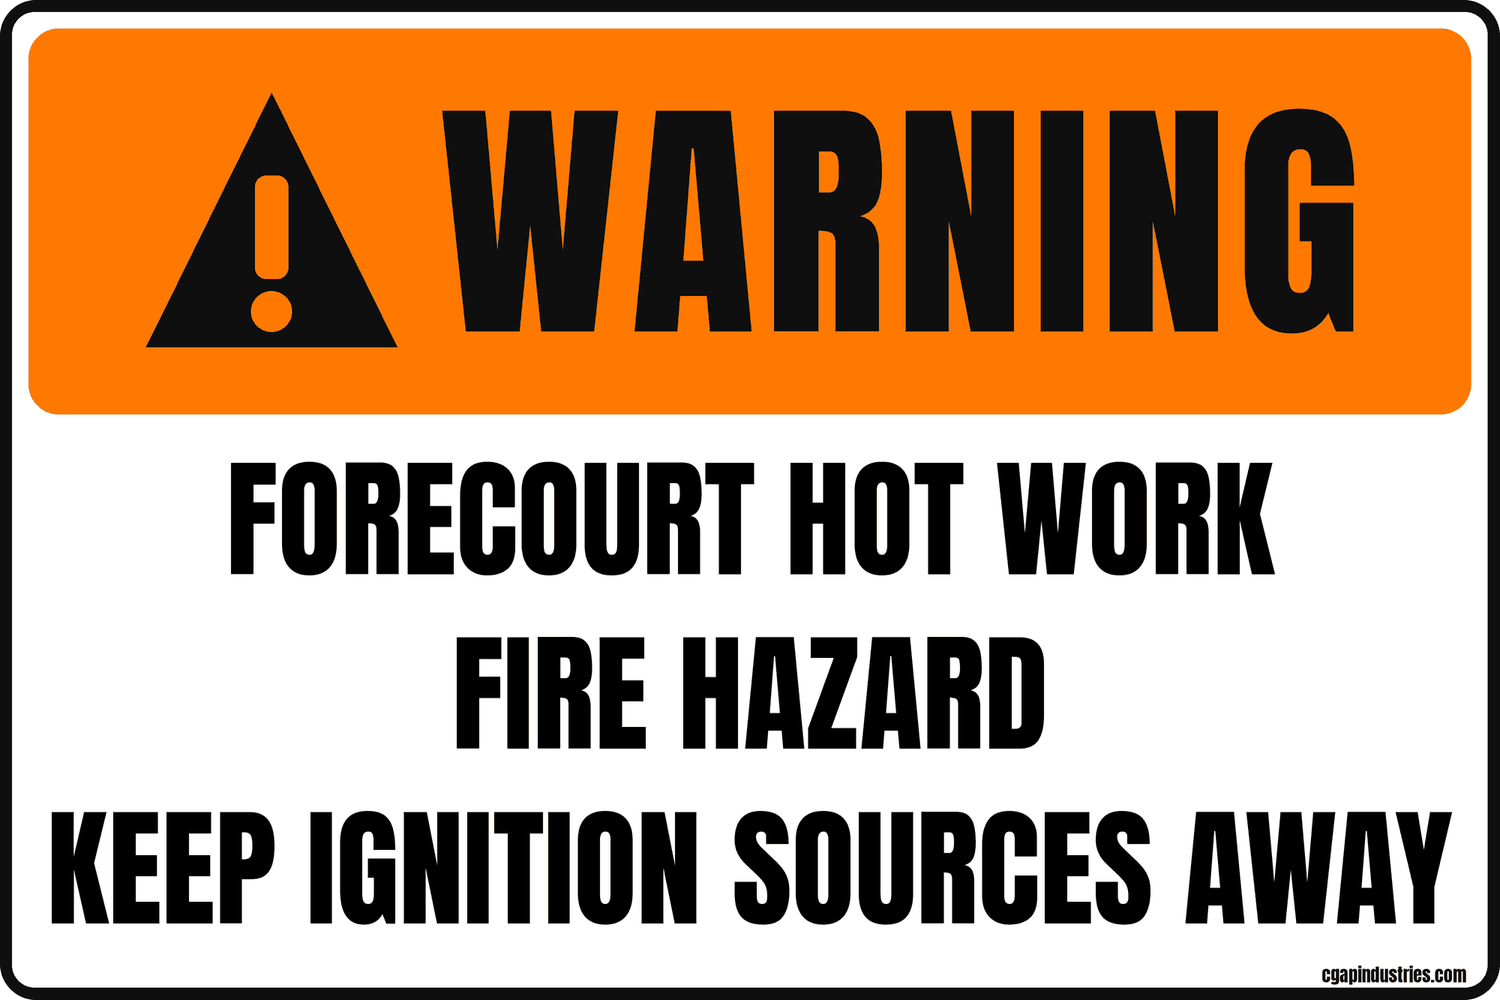 WARNING
FORECOURT HOT WORK
FIRE HAZARD
KEEP IGNITION SOURCES AWAY
cgapindustries.com